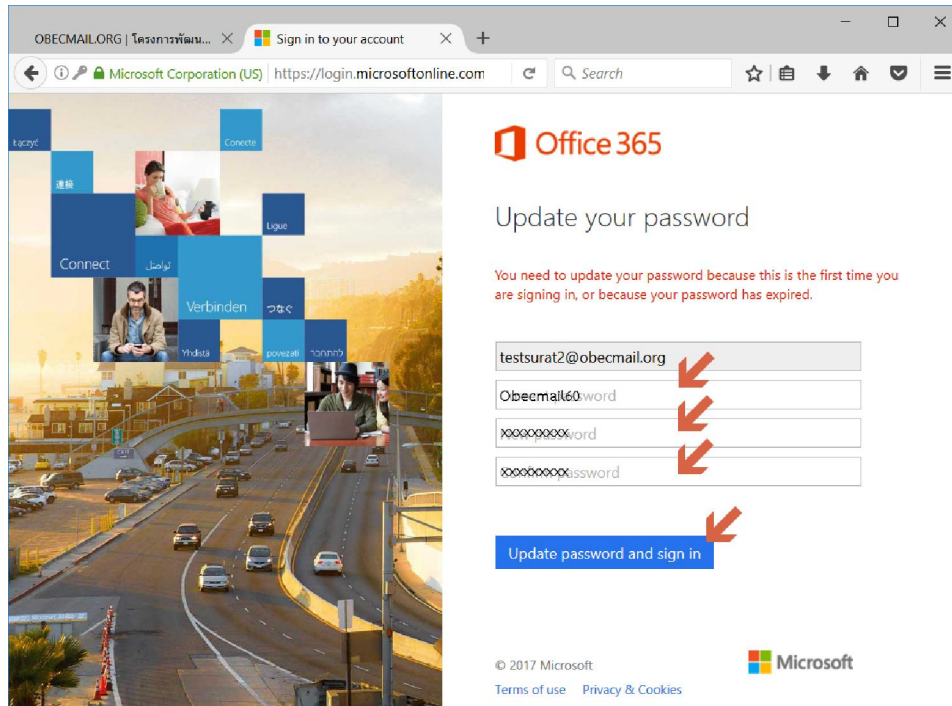 OBECMAIL.ORG | โครงการพัฒน...
Sign in to your account
Microsoft Corporation (US)
https://login.microsoftonline.com
Search
Łączyć
Conecte
連接
Ligue
Connect
تواصل
Verbinden
つなぐ
Yhdistä
povezati
להתחבר
Office 365
Update your password
You need to update your password because this is the first time you
are signing in, or because your password has expired.
testsurat2@obecmail.org
Obecmail60
xxxxxxxxx
xxxxxxxxx
Update password and sign in
© 2017 Microsoft
Microsoft
Terms of use Privacy & Cookies